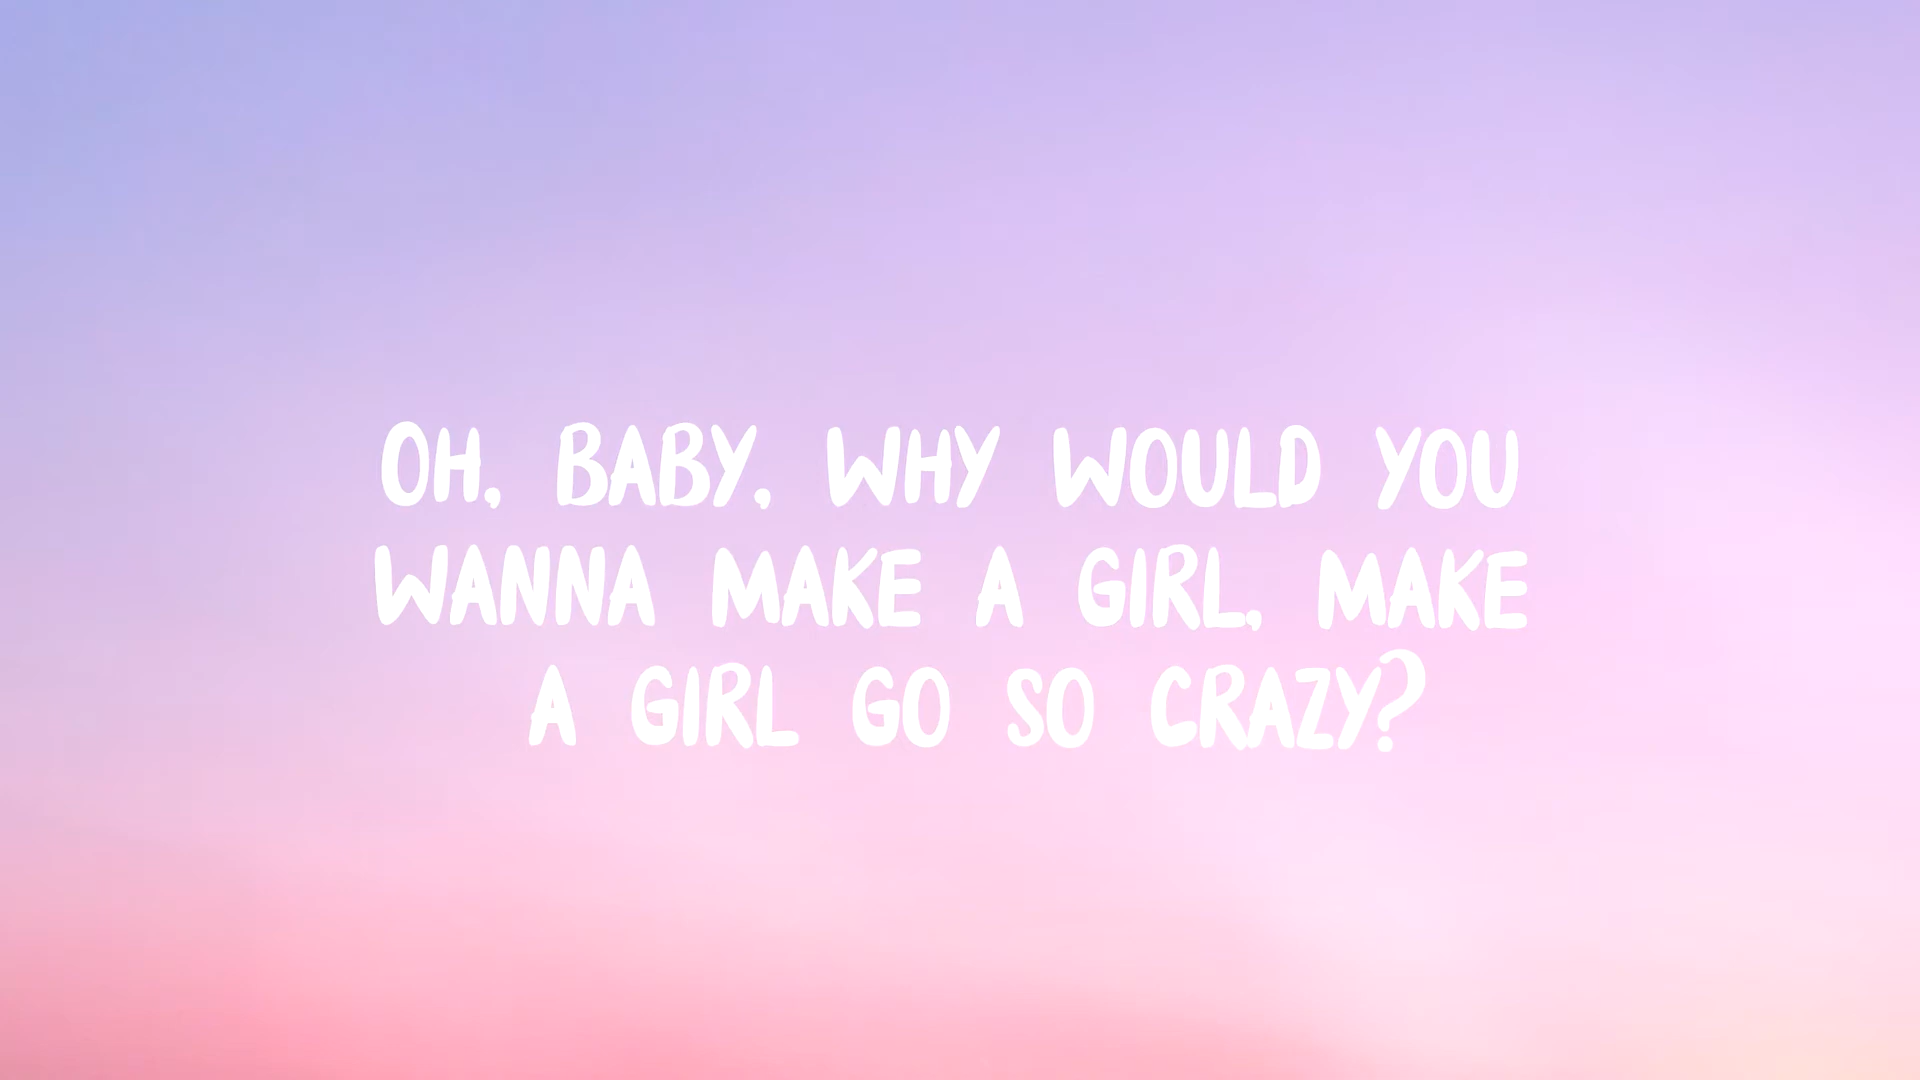 OH, BABY, WHY WOULD YOU
WANNA MAKE A GIRL, MAKE
A GIRL GO SO CRAZY?